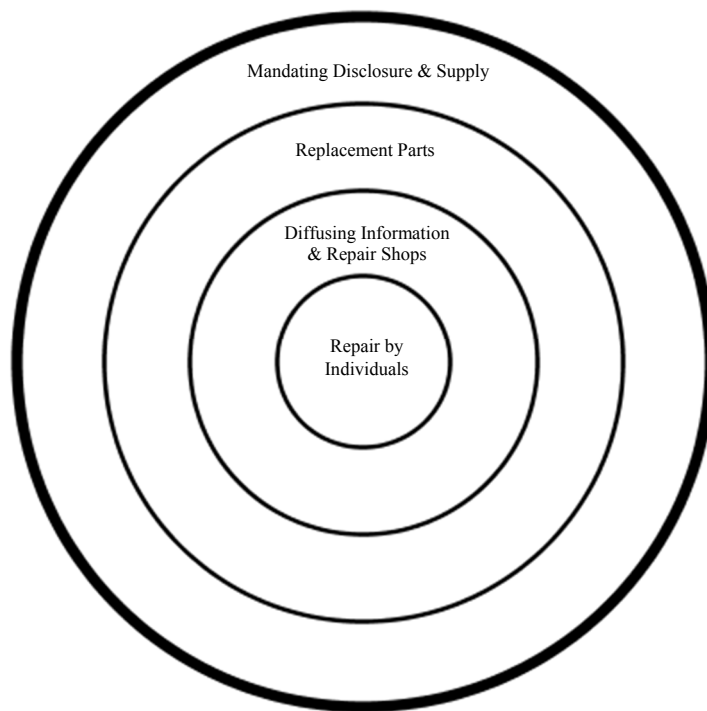 Mandating Disclosure & Supply
Replacement Parts
Diffusing Information
& Repair Shops
Repair by
Individuals